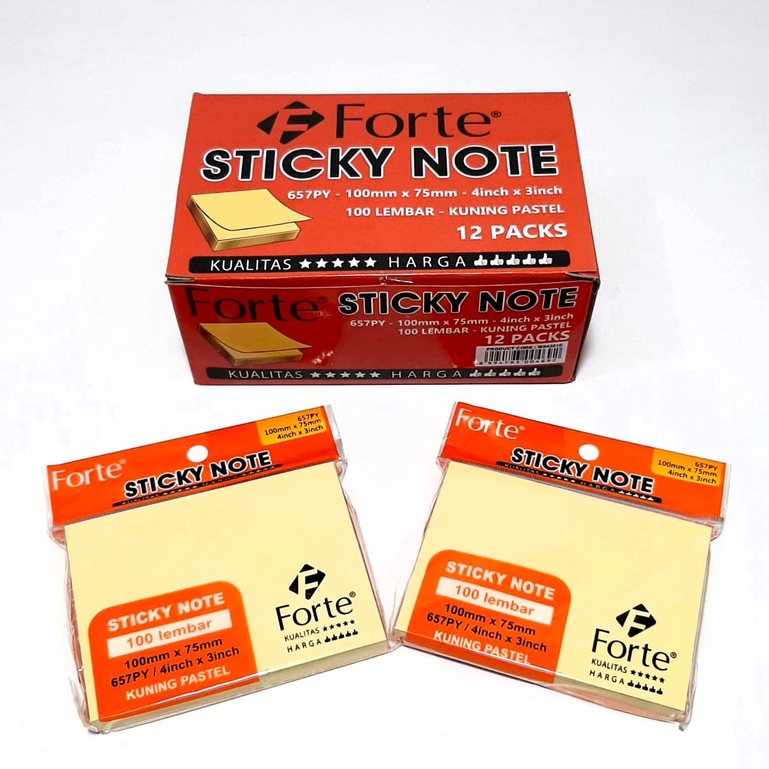 Forte®
STICKY NOTE
657PY - 100mm x 75mm - 4inch x 3inch
100 LEMBAR - KUNING PASTEL
12 PACKS
KUALITAS ★★★★★ HARGA
Forte®
STICKY NOTE
657PY - 100mm x 75mm - 4inch x 3inch
100 LEMBAR - KUNING PASTEL
12 PACKS
KUALITAS ★★★★★ HARGA
Forte®
657PY
100mm x 75mm
4inch x 3inch
STICKY NOTE
KUALITAS ★★★★★ HARGA
STICKY NOTE
100 lembar
100mm x 75mm
657PY / 4inch x 3inch
KUNING PASTEL
Forte®
KUALITAS ★★★★★
HARGA
Forte®
657PY
100mm x 75mm
4inch x 3inch
STICKY NOTE
KUALITAS ★★★★★ HARGA
STICKY NOTE
100 lembar
100mm x 75mm
657PY / 4inch x 3inch
KUNING PASTEL
Forte®
KUALITAS ★★★★★
HARGA